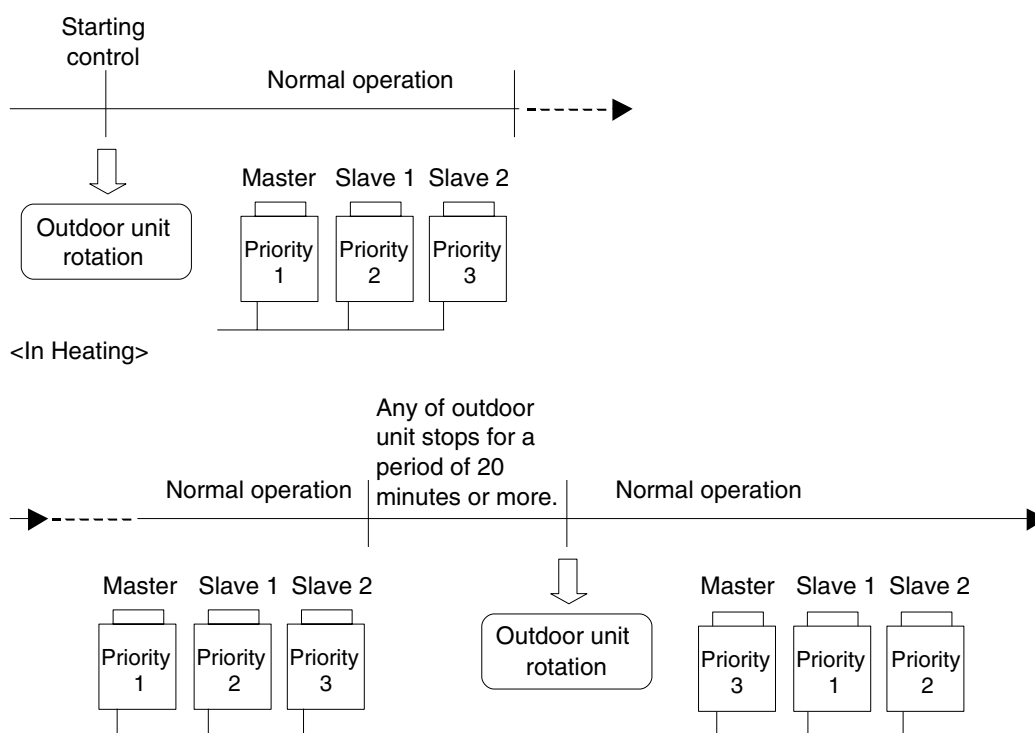 Starting
control
Normal operation
Master Slave 1 Slave 2
Outdoor unit
rotation
Priority
1
Priority
2
Priority
3
<In Heating>
Any of outdoor
unit stops for a
period of 20
minutes or more.
Normal operation
Normal operation
Master Slave 1 Slave 2
Priority
1
Priority
2
Priority
3
Outdoor unit
rotation
Master Slave 1 Slave 2
Priority
3
Priority
1
Priority
2